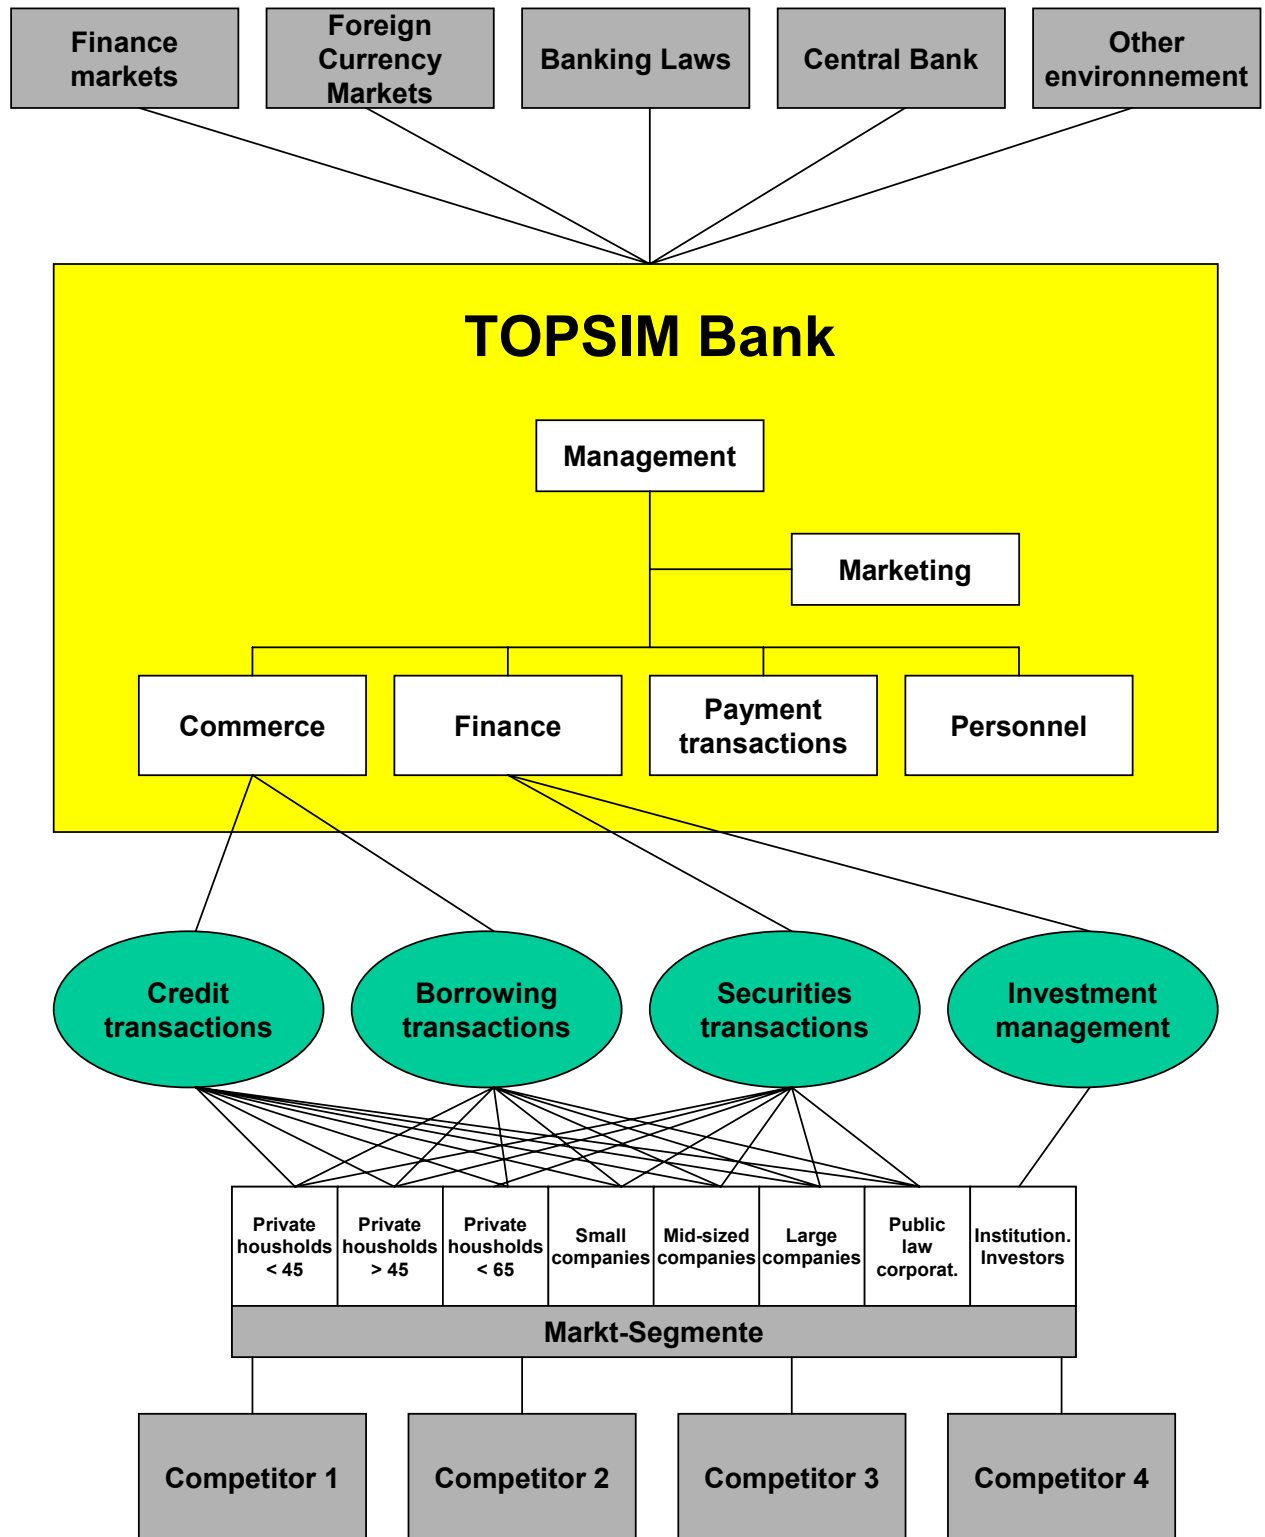 Finance
markets
Foreign
Currency
Markets
Banking Laws
Central Bank
Other
environnement
TOPSIM Bank
Management
Marketing
Commerce
Finance
Payment
transactions
Personnel
Credit
transactions
Borrowing
transactions
Securities
transactions
Investment
management
Private
housholds
< 45
Private
housholds
> 45
Private
housholds
< 65
Small
companies
Mid-sized
companies
Large
companies
Public
law
corporat.
Institution.
Investors
Markt-Segmente
Competitor 1
Competitor 2
Competitor 3
Competitor 4